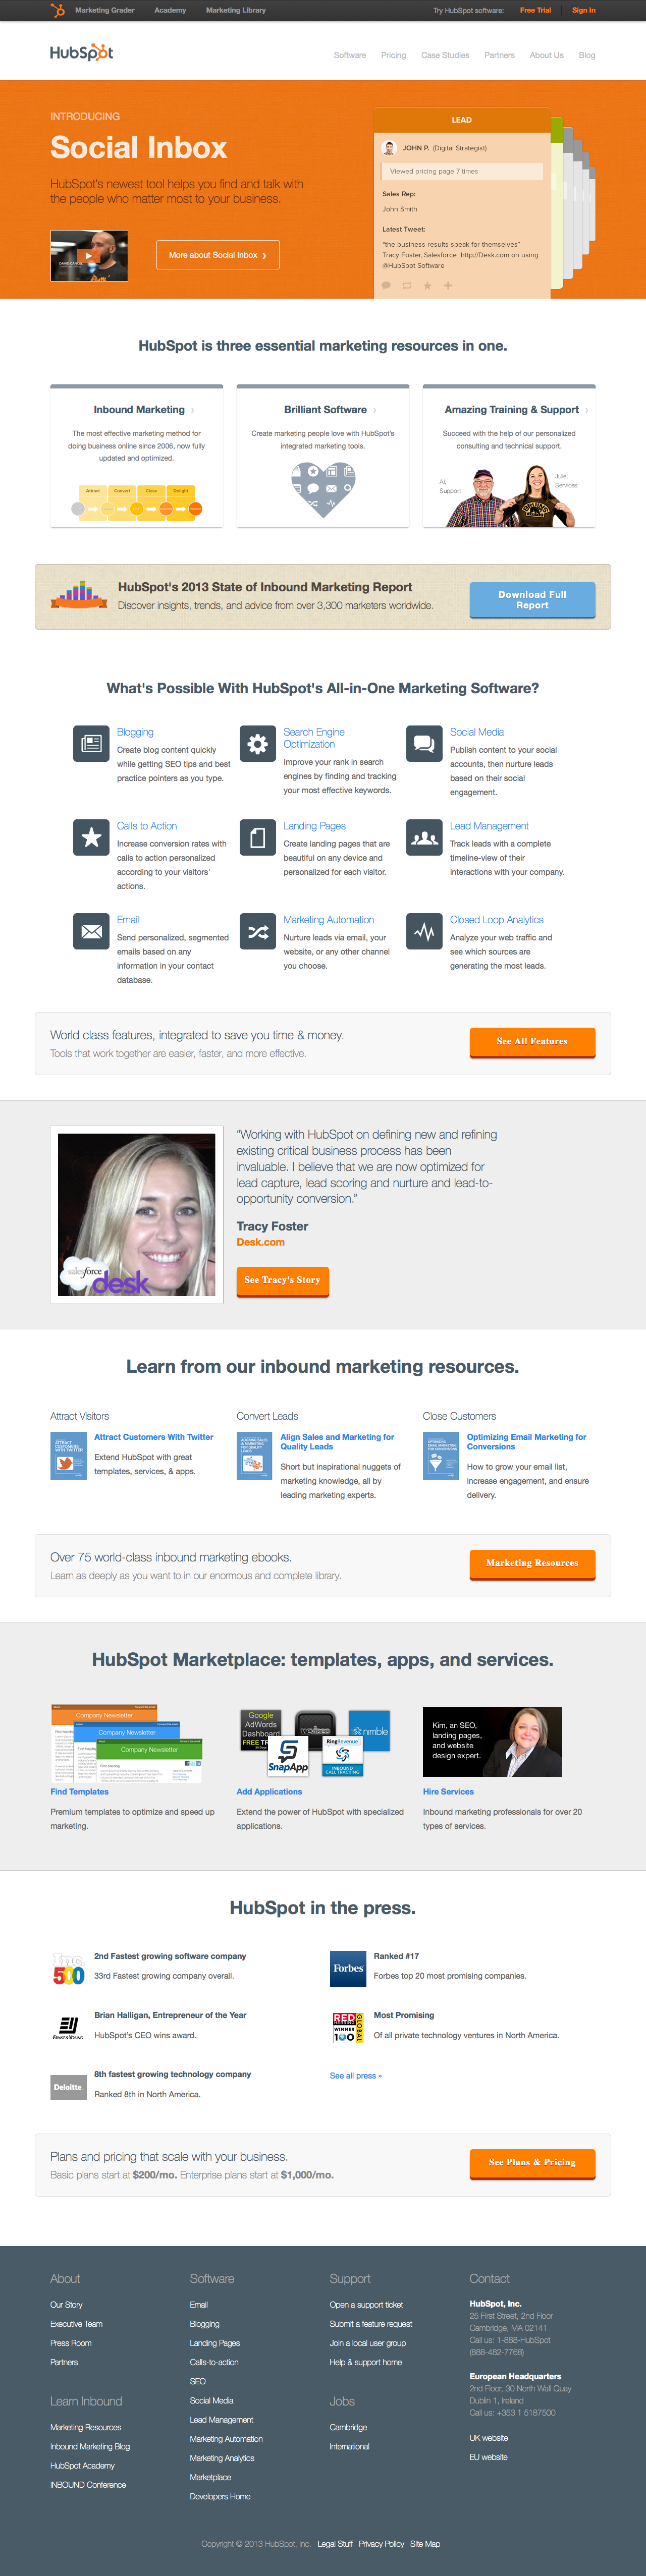 Marketing Grader Academy Marketing Library Try HubSpot software: Free Trial Sign In
HubSpot
Software Pricing Case Studies Partners About Us Blog
INTRODUCING
Social Inbox
HubSpot's newest tool helps you find and talk with
the people who matter most to your business.
More about Social Inbox ❯
LEAD
JOHN P. (Digital Strategist)
Viewed pricing page 7 times
Sales Rep:
John Smith
Latest Tweet:
"the business results speak for themselves"
Tracy Foster, Salesforce http://Desk.com on using
@HubSpot Software
HubSpot is three essential marketing resources in one.
Inbound Marketing
The most effective marketing method for
doing business online since 2006, now fully
updated and optimized.
Attract Convert Close Delight
Brilliant Software
Create marketing people love with HubSpot's
integrated marketing tools.
Amazing Training & Support
Succeed with the help of our personalized
consulting and technical support.
Al,
Support
Julie,
Services
HubSpot's 2013 State of Inbound Marketing Report
Discover insights, trends, and advice from over 3,300 marketers worldwide.
Download Full
Report
What's Possible With HubSpot's All-in-One Marketing Software?
Blogging
Create blog content quickly
while getting SEO tips and best
practice pointers as you type.
Search Engine
Optimization
Improve your rank in search
engines by finding and tracking
your most effective keywords.
Social Media
Publish content to your social
accounts, then nurture leads
based on their social
engagement.
Calls to Action
Increase conversion rates with
calls to action personalized
according to your visitors'
actions.
Landing Pages
Create landing pages that are
beautiful on any device and
personalized for each visitor.
Lead Management
Track leads with a complete
timeline-view of their
interactions with your company.
Email
Send personalized, segmented
emails based on any
information in your contact
database.
Marketing Automation
Nurture leads via email, your
website, or any other channel
you choose.
Closed Loop Analytics
Analyze your web traffic and
see which sources are
generating the most leads.
World class features, integrated to save you time & money.
Tools that work together are easier, faster, and more effective.
See All Features
salesforce
desk
"Working with HubSpot on defining new and refining
existing critical business process has been
invaluable. I believe that we are now optimized for
lead capture, lead scoring and nurture and lead-to-
opportunity conversion."
Tracy Foster
Desk.com
See Tracy's Story
Learn from our inbound marketing resources.
Attract Visitors
ATTRACT
CUSTOMERS
WITH TWITTER
Attract Customers With Twitter
Extend HubSpot with great
templates, services, & apps.
Convert Leads
Align Sales and Marketing for
Quality Leads
Short but inspirational nuggets of
marketing knowledge, all by
leading marketing experts.
Close Customers
Optimizing Email Marketing for
Conversions
How to grow your email list,
increase engagement, and ensure
delivery.
Over 75 world-class inbound marketing ebooks.
Learn as deeply as you want to in our enormous and complete library.
Marketing Resources
HubSpot Marketplace: templates, apps, and services.
Company Newsletter
Company Newsletter
Company Newsletter
Find Templates
Premium templates to optimize and speed up
marketing.
Google
AdWords
Dashboard
nimble
SnapApp
RingRevenue
INBOUND
CALL TRACKING
Add Applications
Extend the power of HubSpot with specialized
applications.
Kim, an SEO,
landing pages,
and website
design expert.
Hire Services
Inbound marketing professionals for over 20
types of services.
HubSpot in the press.
Inc.
500
2nd Fastest growing software company
33rd Fastest growing company overall.
Forbes
Ranked #17
Forbes top 20 most promising companies.
ERNST & YOUNG
Brian Halligan, Entrepreneur of the Year
HubSpot's CEO wins award.
RED
WINNER
100
GLOBAL
Most Promising
Of all private technology ventures in North America.
Deloitte
8th fastest growing technology company
Ranked 8th in North America.
See all press »
Plans and pricing that scale with your business.
Basic plans start at $200/mo. Enterprise plans start at $1,000/mo.
See Plans & Pricing
About
Our Story
Executive Team
Press Room
Partners
Learn Inbound
Marketing Resources
Inbound Marketing Blog
HubSpot Academy
INBOUND Conference
Software
Email
Blogging
Landing Pages
Calls-to-action
SEO
Social Media
Lead Management
Marketing Automation
Marketing Analytics
Marketplace
Developers Home
Support
Open a support ticket
Submit a feature request
Join a local user group
Help & support home
Jobs
Cambridge
International
Contact
HubSpot, Inc.
25 First Street, 2nd Floor
Cambridge, MA 02141
Call us: 1-888-HubSpot
(888-482-7768)
European Headquarters
2nd Floor, 30 North Wall Quay
Dublin 1, Ireland
Call us: +353 1 5187500
UK website
EU website
Copyright © 2013 HubSpot, Inc. Legal Stuff Privacy Policy Site Map